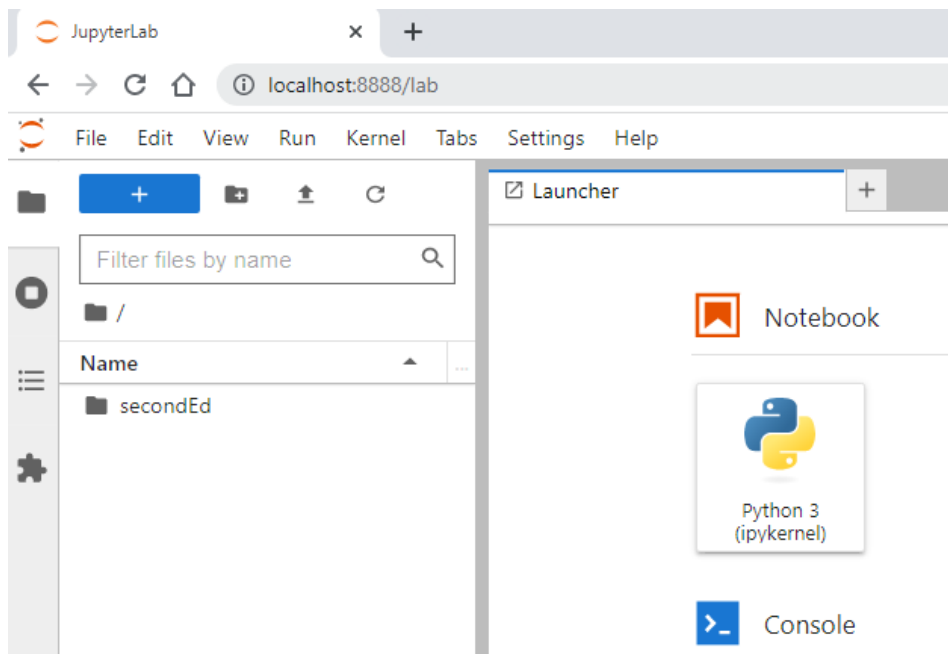 JupyterLab
localhost:8888/lab
File Edit View Run Kernel Tabs Settings Help
Launcher
Filter files by name
/
Name
...
secondEd
Notebook
Python 3
(ipykernel)
Console